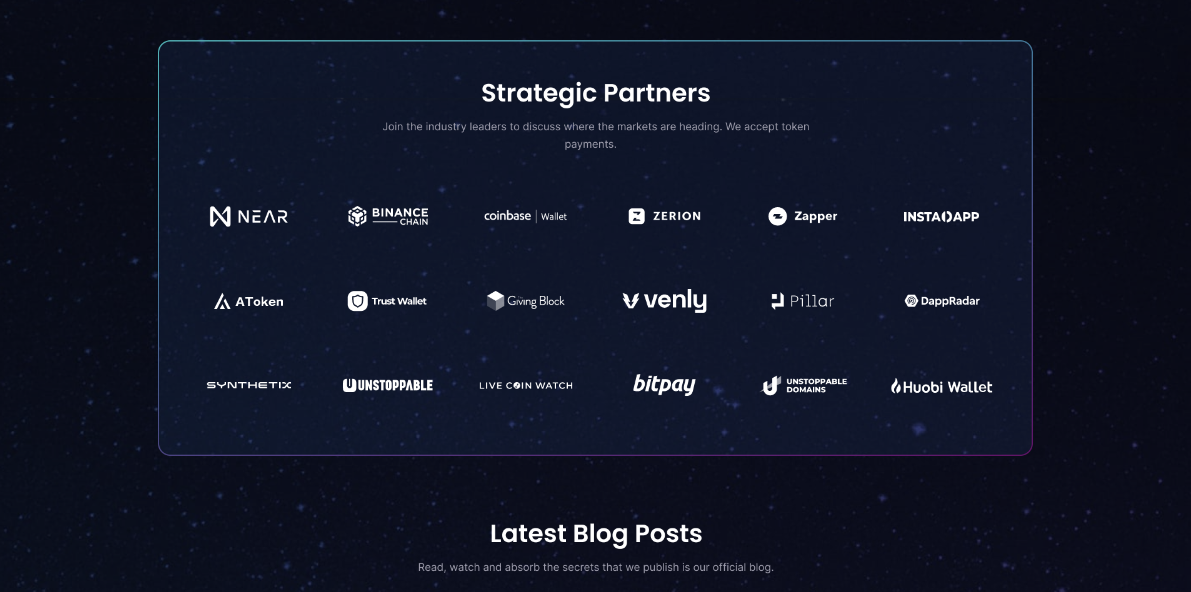 Strategic Partners
Join the industry leaders to discuss where the markets are heading. We accept token
payments.
NEAR
BINANCE
CHAIN
coinbase | Wallet
ZERION
Zapper
INSTADAPP
AToken
Trust Wallet
Giving Block
venly
Pillar
DappRadar
SYNTHETIX
UNSTOPPABLE
LIVE COIN WATCH
bitpay
UNSTOPPABLE
DOMAINS
Huobi Wallet
Latest Blog Posts
Read, watch and absorb the secrets that we publish is our official blog.